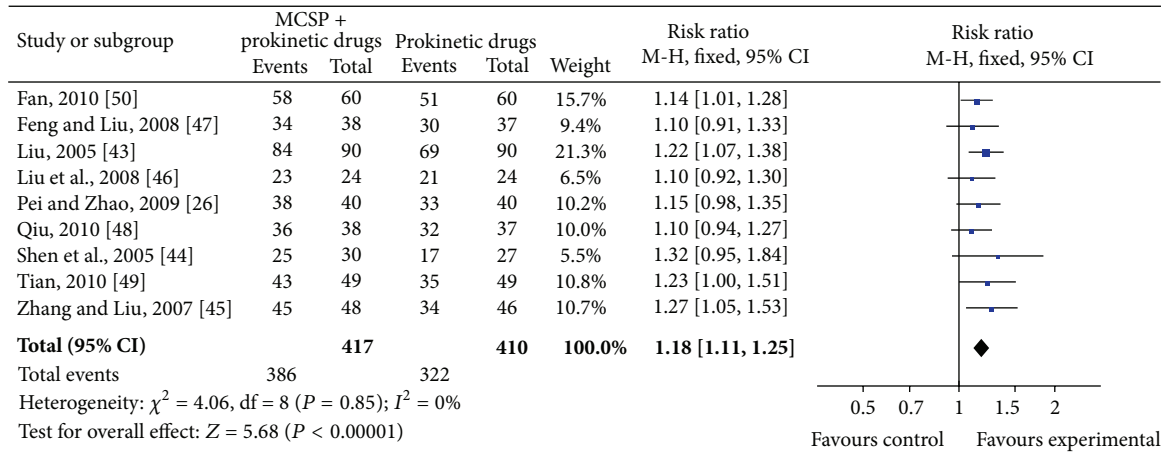 MCSP +
Study or subgroup prokinetic drugs Prokinetic drugs Risk ratio Risk ratio
Events Total Events Total Weight M-H, fixed, 95% CI M-H, fixed, 95% CI
Fan, 2010 [50] 58 60 51 60 15.7% 1.14 [1.01, 1.28]
Feng and Liu, 2008 [47] 34 38 30 37 9.4% 1.10 [0.91, 1.33]
Liu, 2005 [43] 84 90 69 90 21.3% 1.22 [1.07, 1.38]
Liu et al., 2008 [46] 23 24 21 24 6.5% 1.10 [0.92, 1.30]
Pei and Zhao, 2009 [26] 38 40 33 40 10.2% 1.15 [0.98, 1.35]
Qiu, 2010 [48] 36 38 32 37 10.0% 1.10 [0.94, 1.27]
Shen et al., 2005 [44] 25 30 17 27 5.5% 1.32 [0.95, 1.84]
Tian, 2010 [49] 43 49 35 49 10.8% 1.23 [1.00, 1.51]
Zhang and Liu, 2007 [45] 45 48 34 46 10.7% 1.27 [1.05, 1.53]
Total (95% CI) 417 410 100.0% 1.18 [1.11, 1.25]
Total events 386 322
Heterogeneity: χ² = 4.06, df = 8 (P = 0.85); I² = 0%
Test for overall effect: Z = 5.68 (P < 0.00001)
0.5 0.7 1 1.5 2
Favours control Favours experimental